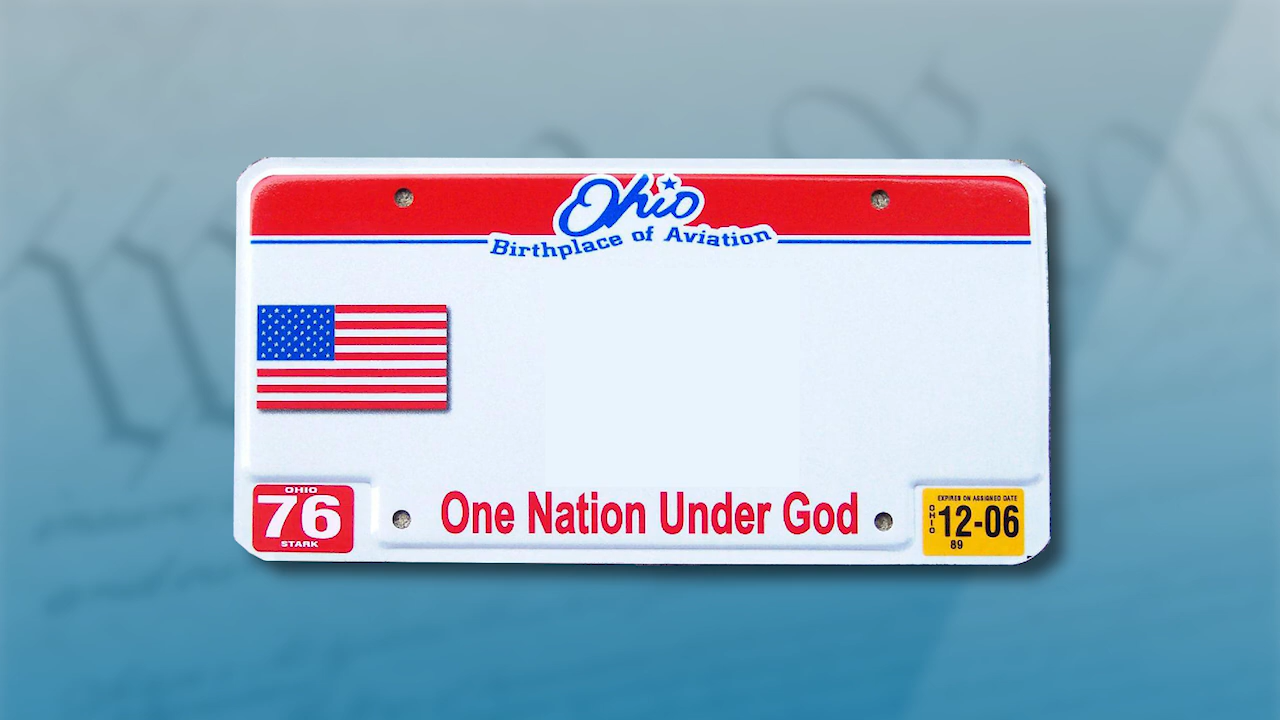 Ohio
Birthplace of Aviation
OHIO
76
STARK
One Nation Under God
EXPIRES ON ASSIGNED DATE
OHIO
12-06
89